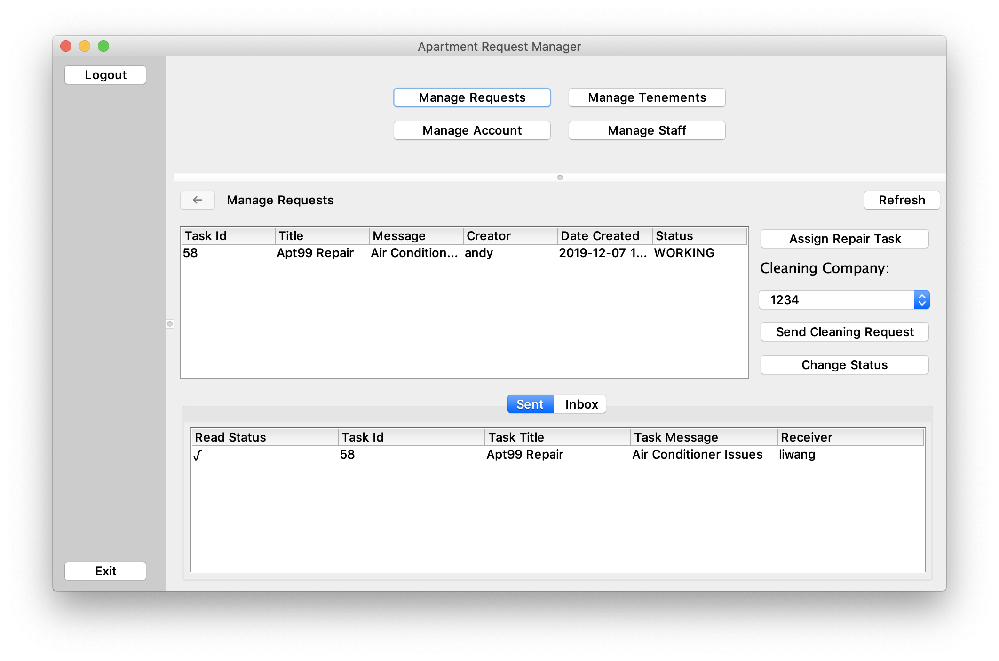 Apartment Request Manager
Logout
Manage Requests Manage Tenements
Manage Account Manage Staff
← Manage Requests Refresh
Task Id Title Message Creator Date Created Status
58 Apt99 Repair Air Condition... andy 2019-12-07 1... WORKING
Assign Repair Task
Cleaning Company:
1234
Send Cleaning Request
Change Status
Sent Inbox
Read Status Task Id Task Title Task Message Receiver
√ 58 Apt99 Repair Air Conditioner Issues liwang
Exit